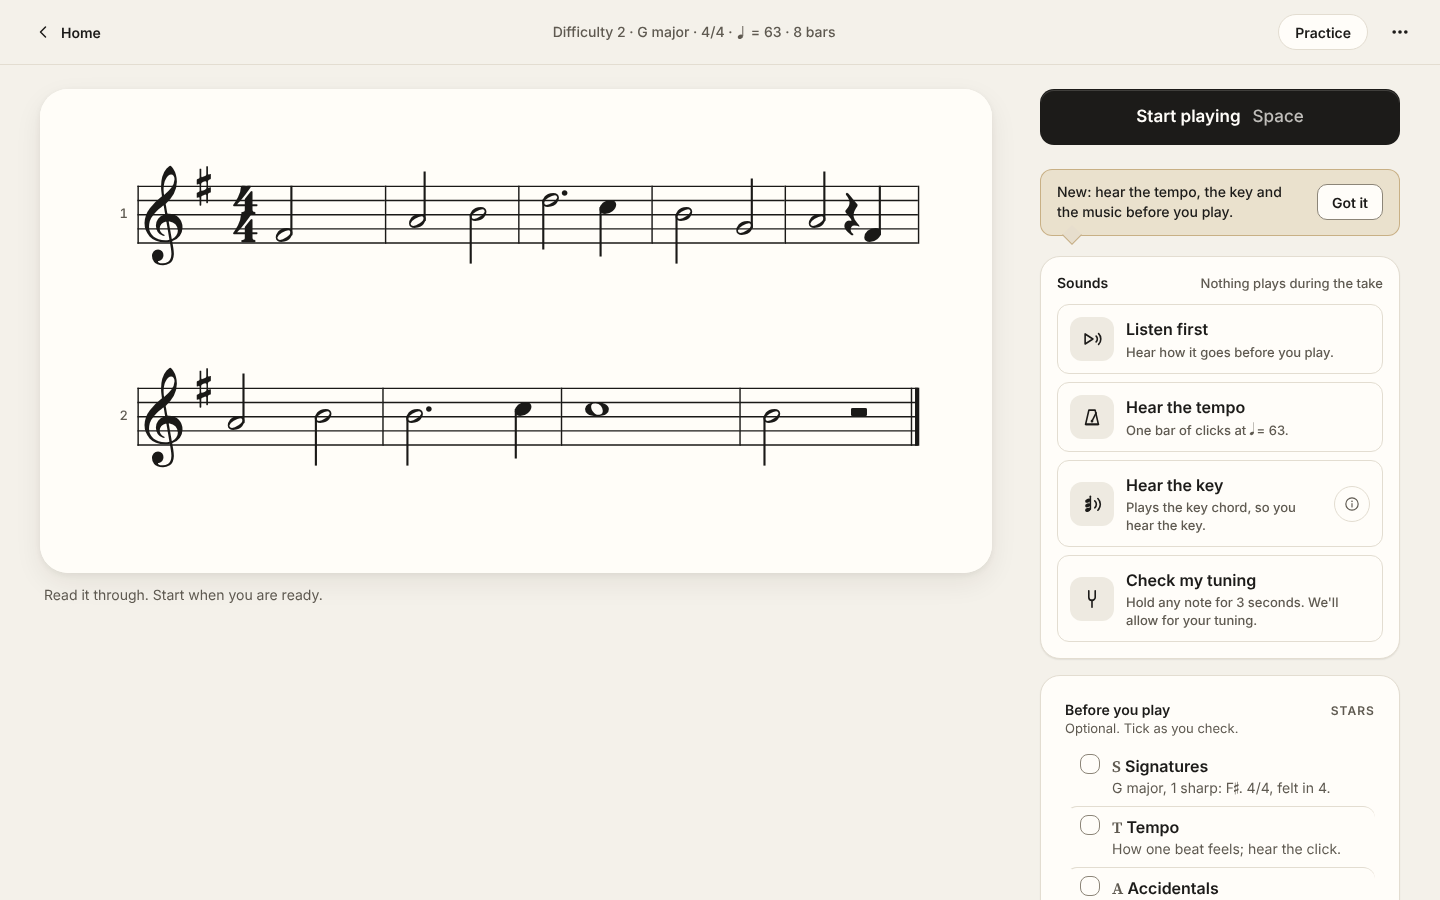 Home
Difficulty 2 · G major · 4/4 · ♩ = 63 · 8 bars
Practice
1
4
4
2
Read it through. Start when you are ready.
Start playing Space
New: hear the tempo, the key and
the music before you play.
Got it
Sounds
Nothing plays during the take
Listen first
Hear how it goes before you play.
Hear the tempo
One bar of clicks at ♩ = 63.
Hear the key
Plays the key chord, so you
hear the key.
Check my tuning
Hold any note for 3 seconds. We'll
allow for your tuning.
Before you play
STARS
Optional. Tick as you check.
S Signatures
G major, 1 sharp: F♯. 4/4, felt in 4.
T Tempo
How one beat feels; hear the click.
A Accidentals